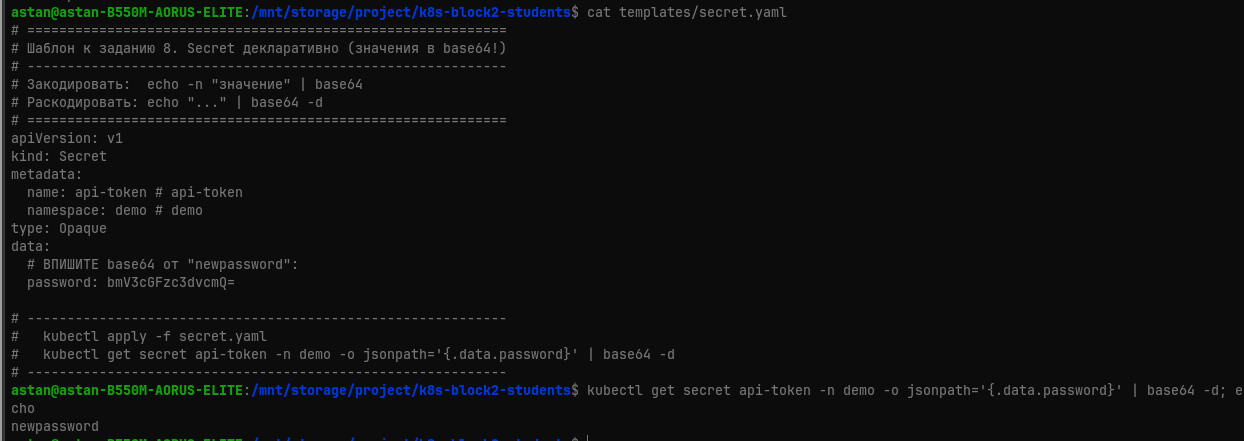 astan@astan-B550M-AORUS-ELITE:/mnt/storage/project/k8s-block2-students$ cat templates/secret.yaml
# ============================================================
# Шаблон к заданию 8. Secret декларативно (значения в base64!)
# ------------------------------------------------------------
# Закодировать:  echo -n "значение" | base64
# Раскодировать: echo "..." | base64 -d
# ============================================================
apiVersion: v1
kind: Secret
metadata:
  name: api-token # api-token
  namespace: demo # demo
type: Opaque
data:
  # ВПИШИТЕ base64 от "newpassword":
  password: bmV3cGFzc3dvcmQ=

# ------------------------------------------------------------
#   kubectl apply -f secret.yaml
#   kubectl get secret api-token -n demo -o jsonpath='{.data.password}' | base64 -d
# ------------------------------------------------------------
astan@astan-B550M-AORUS-ELITE:/mnt/storage/project/k8s-block2-students$ kubectl get secret api-token -n demo -o jsonpath='{.data.password}' | base64 -d; e
cho
newpassword